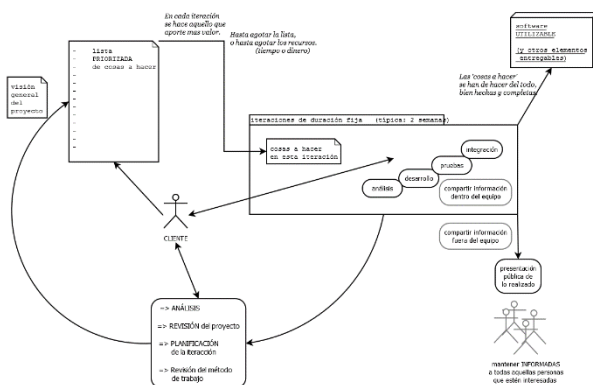 En cada iteración
se hace aquello que
aporte mas valor.
Hasta agotar la lista,
o hasta agotar los recursos.
(tiempo o dinero)
lista
PRIORIZADA
de cosas a hacer
visión
general
del
proyecto
software
UTILIZABLE
(y otros elementos
entregables)
Las 'cosas a hacer'
se han de hacer del todo,
bien hechas y completas.
iteraciones de duración fija (típica: 2 semanas)
cosas a hacer
en esta iteración
integración
pruebas
desarrollo
análisis
compartir información
dentro del equipo
compartir información
fuera del equipo
CLIENTE
presentación
pública de
lo realizado
=> ANÁLISIS
=> REVISIÓN del proyecto
=> PLANIFICACIÓN
de la iteracción
=> Revisión del método
de trabajo
mantener INFORMADAS
a todas aquellas personas
que estén interesadas